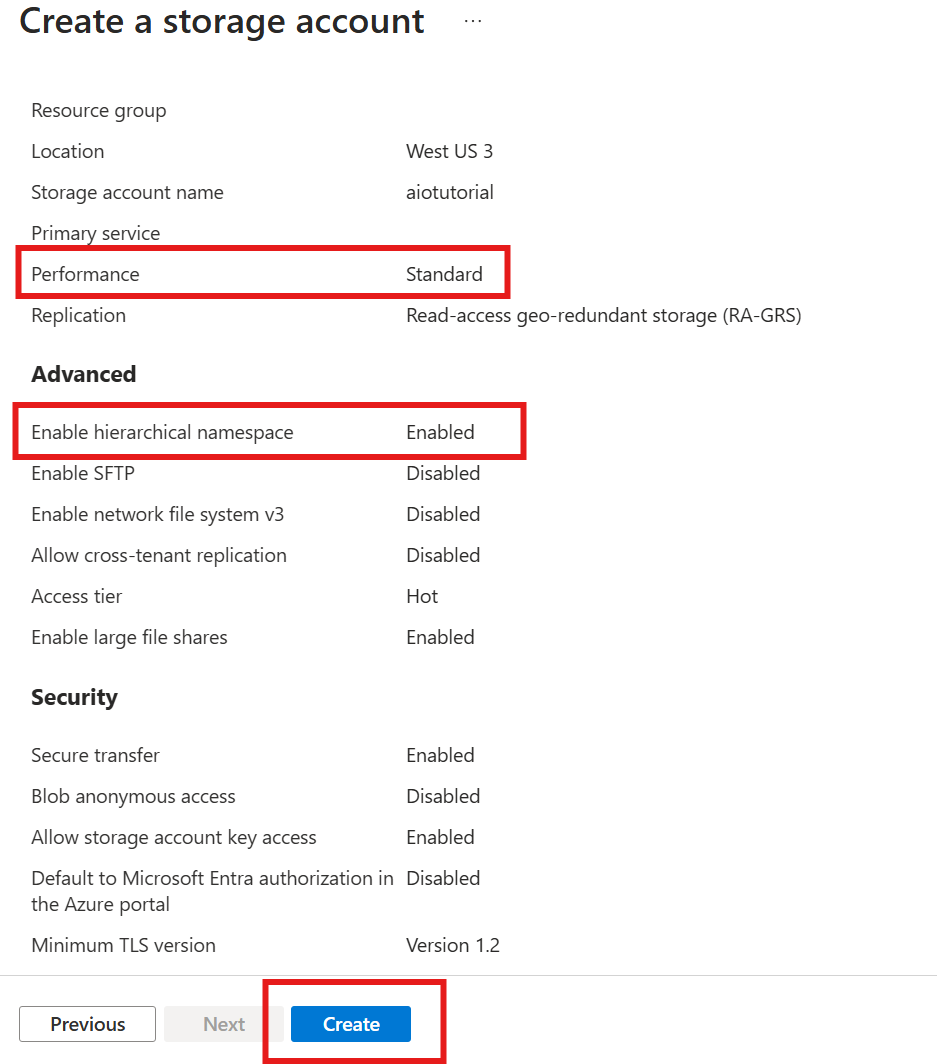 Create a storage account ...
Resource group
Location West US 3
Storage account name aiotutorial
Primary service
Performance Standard
Replication Read-access geo-redundant storage (RA-GRS)
Advanced
Enable hierarchical namespace Enabled
Enable SFTP Disabled
Enable network file system v3 Disabled
Allow cross-tenant replication Disabled
Access tier Hot
Enable large file shares Enabled
Security
Secure transfer Enabled
Blob anonymous access Disabled
Allow storage account key access Enabled
Default to Microsoft Entra authorization in Disabled
the Azure portal
Minimum TLS version Version 1.2
Previous Next Create